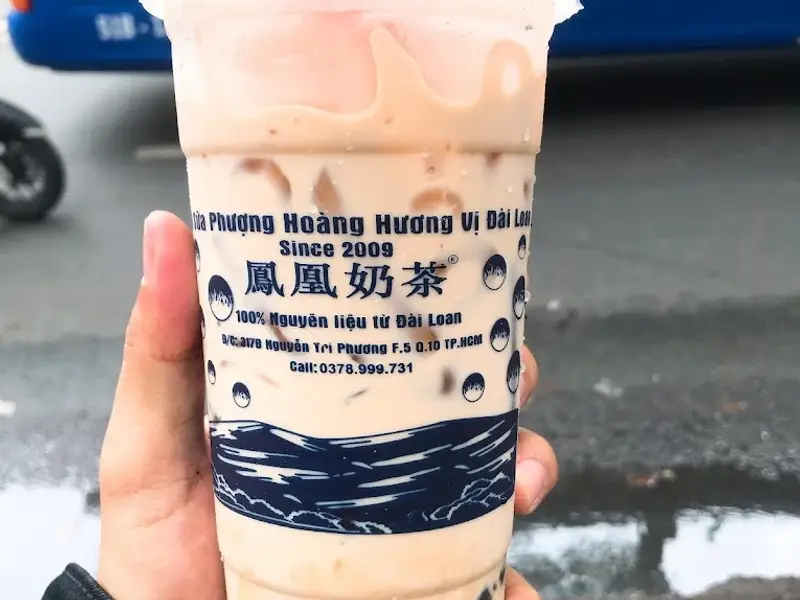 Phượng Hoàng Hương Vị Đài Loan
Since 2009
鳳凰奶茶®
100% Nguyên liệu từ Đài Loan
Đ/C: 317B Nguyễn Tri Phương F.5 Q.10 TP.HCM
Call: 0378.999.731